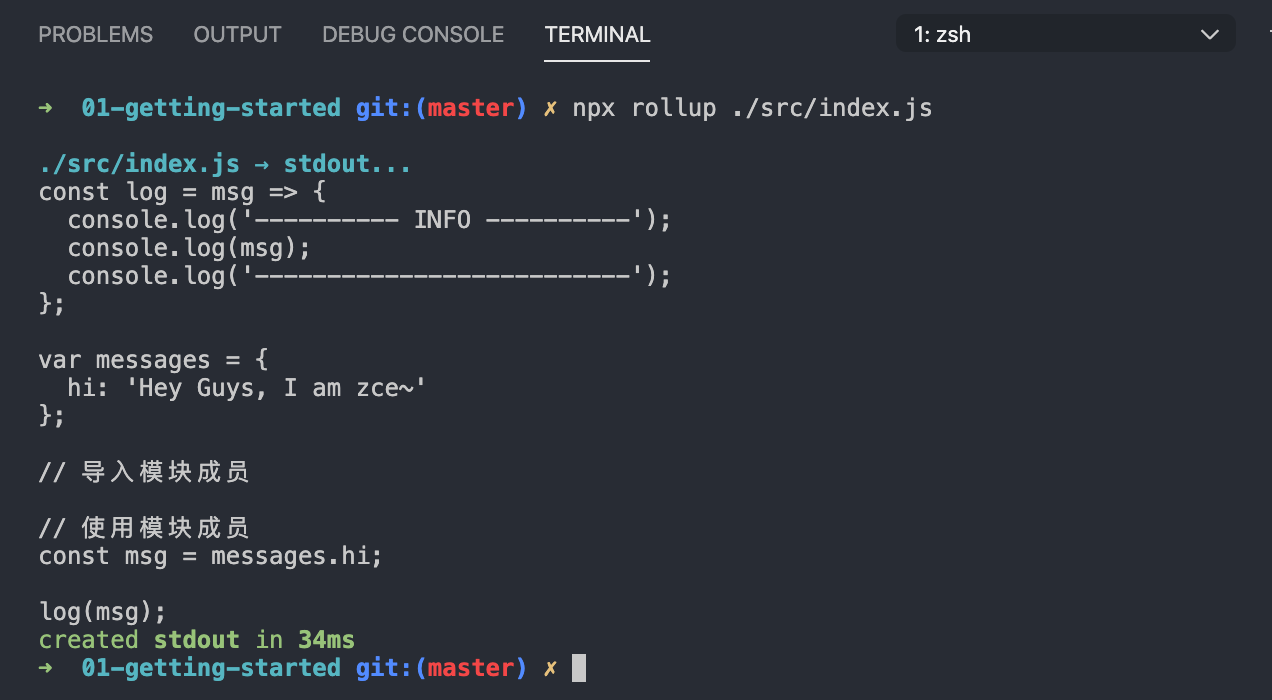 PROBLEMS OUTPUT DEBUG CONSOLE TERMINAL 1: zsh
➜  01-getting-started git:(master) ✗ npx rollup ./src/index.js

./src/index.js → stdout...
const log = msg => {
  console.log('---------- INFO ----------');
  console.log(msg);
  console.log('--------------------------');
};

var messages = {
  hi: 'Hey Guys, I am zce~'
};

// 导入模块成员

// 使用模块成员
const msg = messages.hi;

log(msg);
created stdout in 34ms
➜  01-getting-started git:(master) ✗